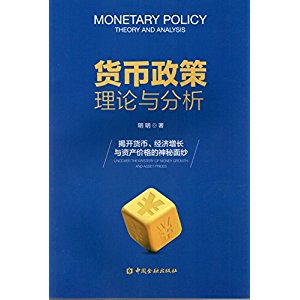 MONETARY POLICY
THEORY AND ANALYSIS
货币政策
理论与分析
明明 ◎ 著
揭开货币、经济增长
与资产价格的神秘面纱
UNCOVER THE MYSTERY OF MONEY GROWTH
AND ASSET PRICES
¥
中国金融出版社